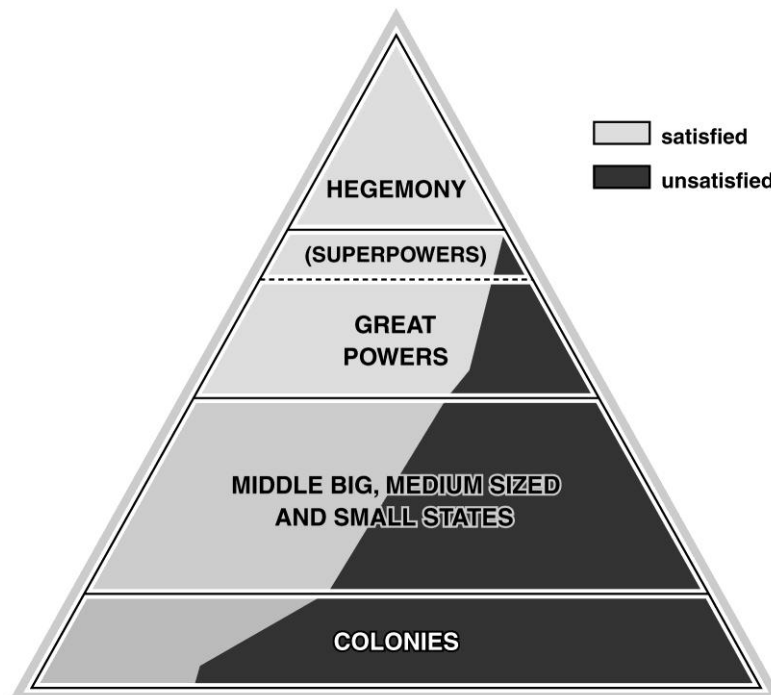 HEGEMONY
satisfied
unsatisfied
(SUPERPOWERS)
GREAT
POWERS
MIDDLE BIG, MEDIUM SIZED
AND SMALL STATES
COLONIES